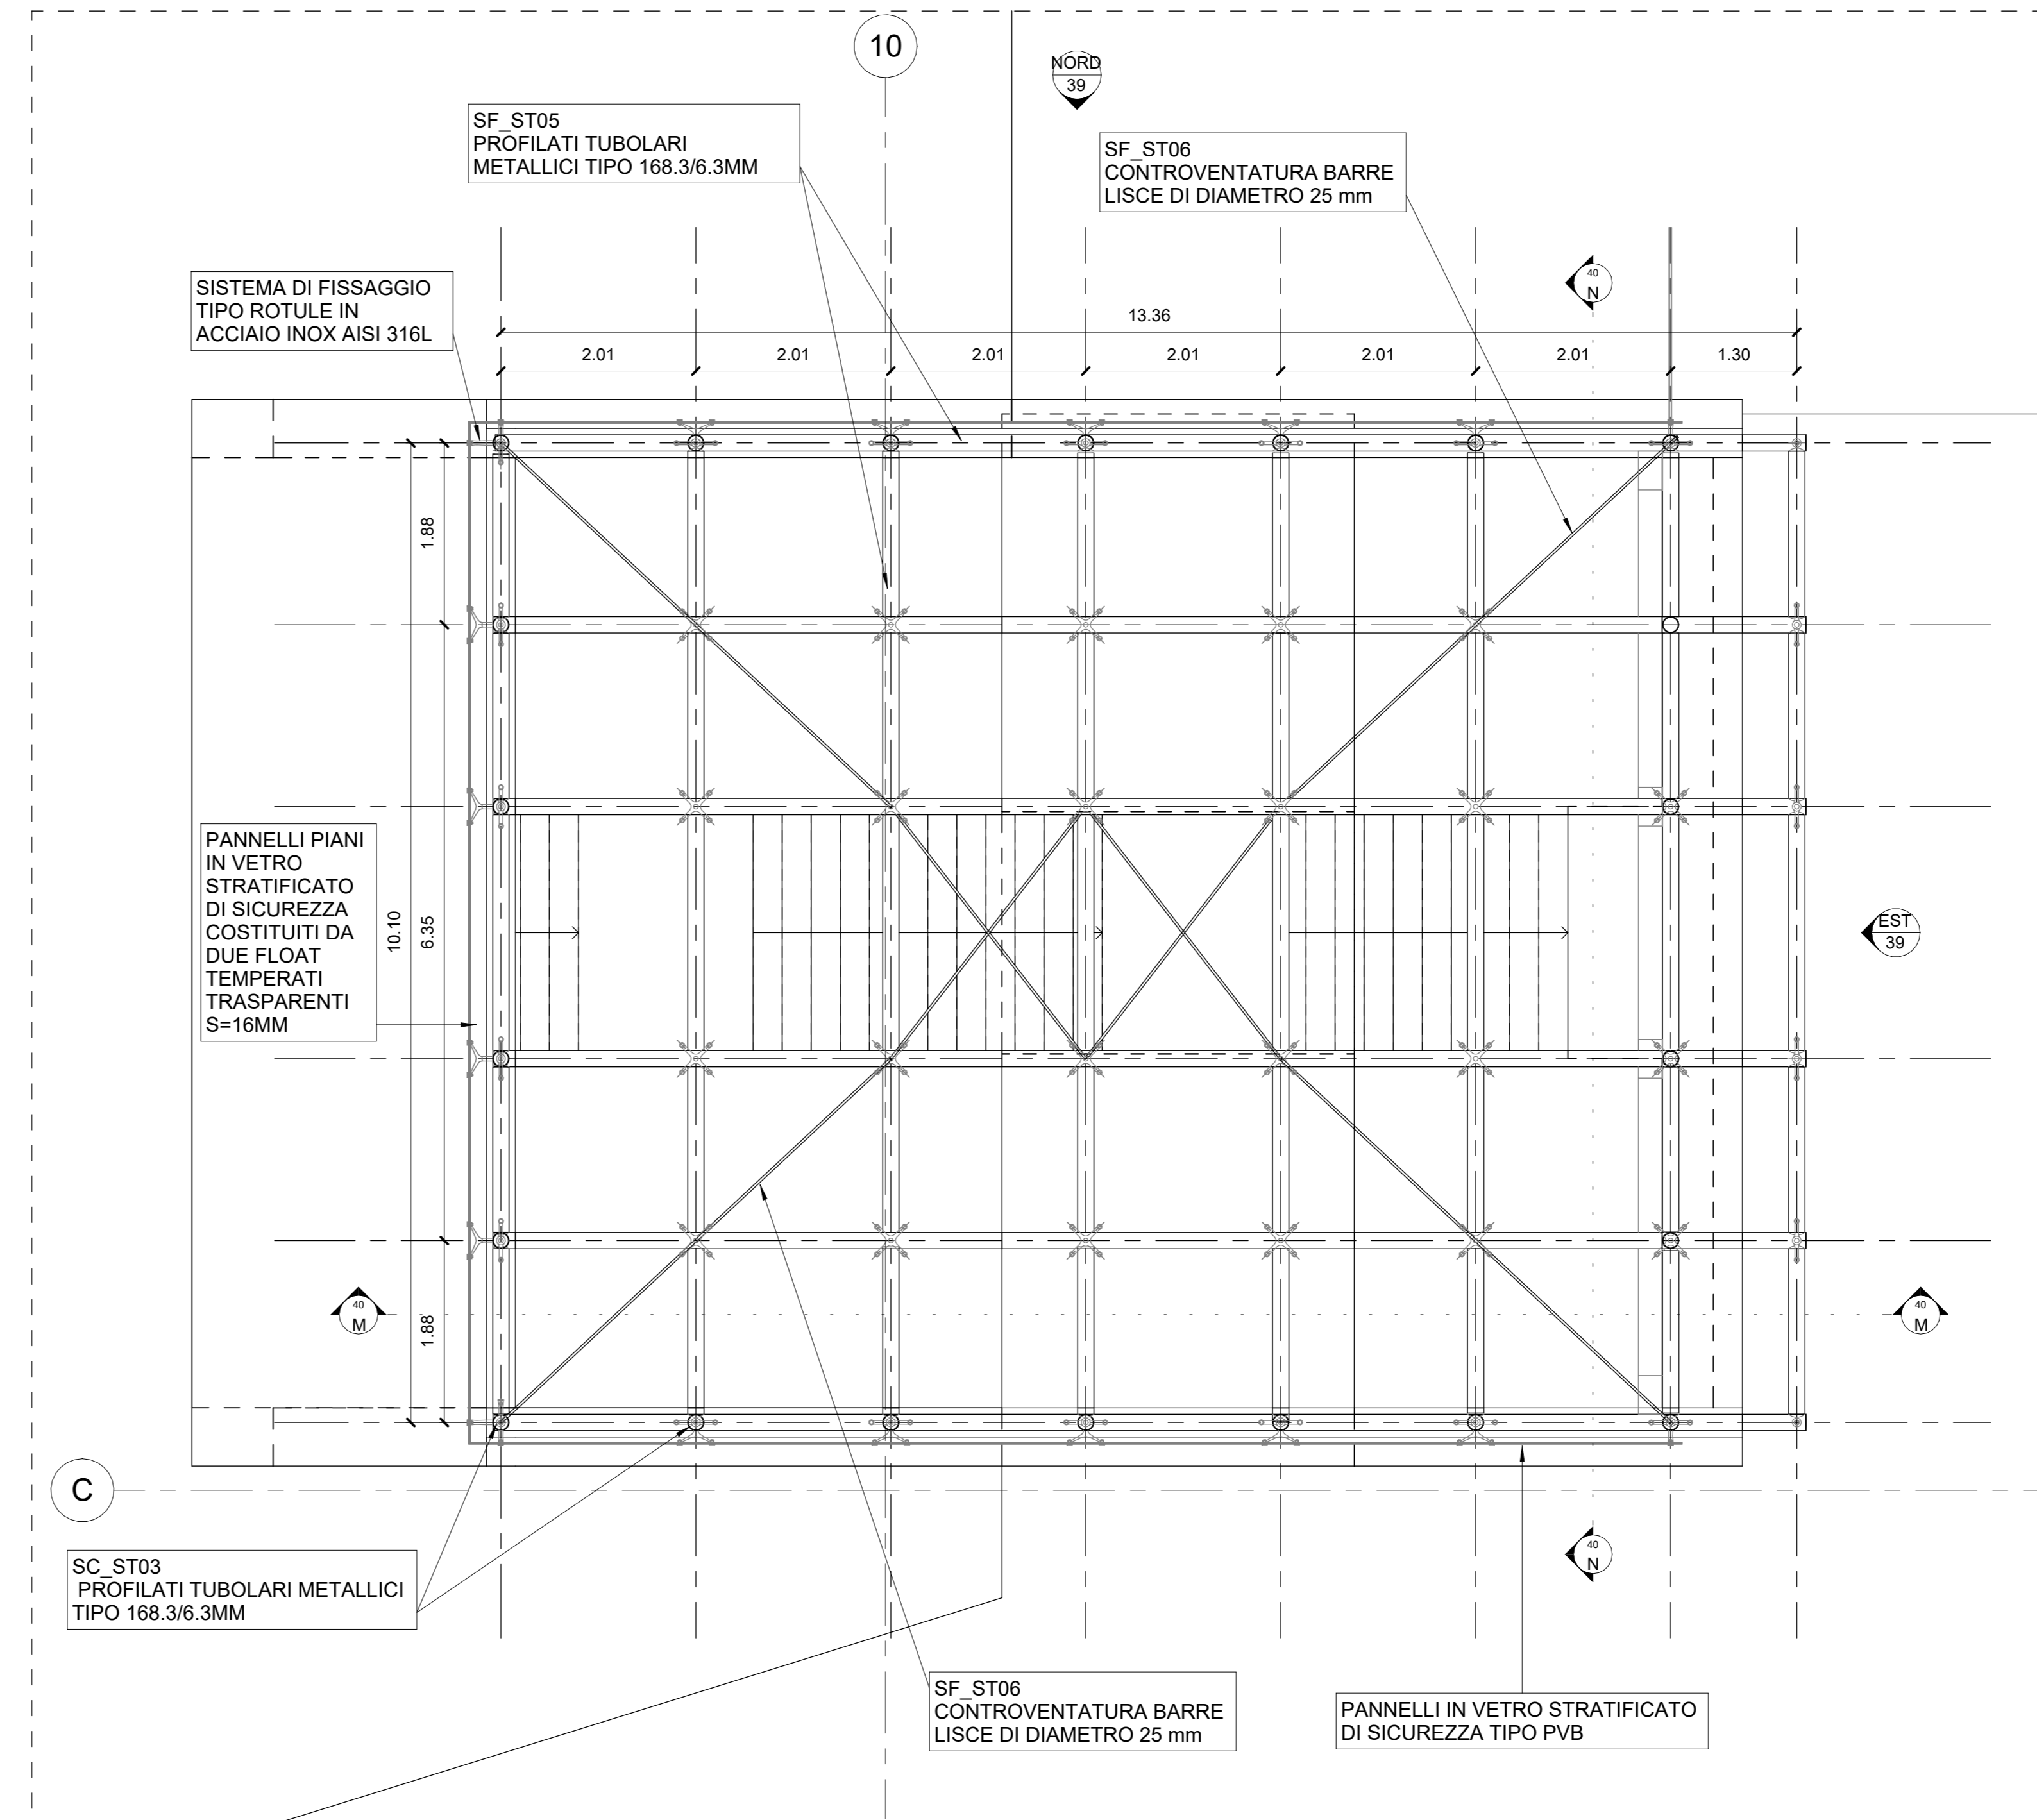 10
NORD
39
SF_ST05
PROFILATI TUBOLARI
METALLICI TIPO 168.3/6.3MM
SF_ST06
CONTROVENTATURA BARRE
LISCE DI DIAMETRO 25 mm
SISTEMA DI FISSAGGIO
TIPO ROTULE IN
ACCIAIO INOX AISI 316L
40
N
13.36
2.01
2.01
2.01
2.01
2.01
2.01
1.30
1.88
PANNELLI PIANI
IN VETRO
STRATIFICATO
DI SICUREZZA
COSTITUITI DA
DUE FLOAT
TEMPERATI
TRASPARENTI
S=16MM
10.10
6.35
EST
39
40
M
1.88
40
M
C
SC_ST03
PROFILATI TUBOLARI METALLICI
TIPO 168.3/6.3MM
40
N
SF_ST06
CONTROVENTATURA BARRE
LISCE DI DIAMETRO 25 mm
PANNELLI IN VETRO STRATIFICATO
DI SICUREZZA TIPO PVB